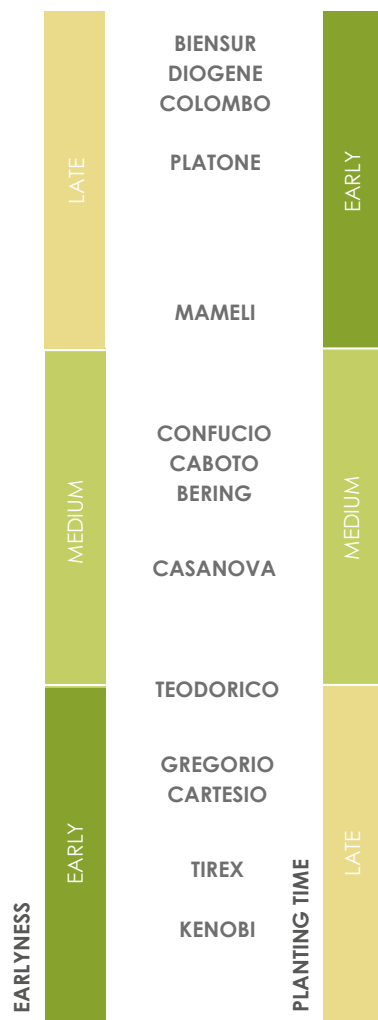 BIENSUR
DIOGENE
COLOMBO
PLATONE
LATE
EARLY
MAMELI
CONFUCIO
CABOTO
BERING
MEDIUM
MEDIUM
CASANOVA
TEODORICO
GREGORIO
CARTESIO
EARLY
LATE
TIREX
KENOBI
EARLYNESS
PLANTING TIME